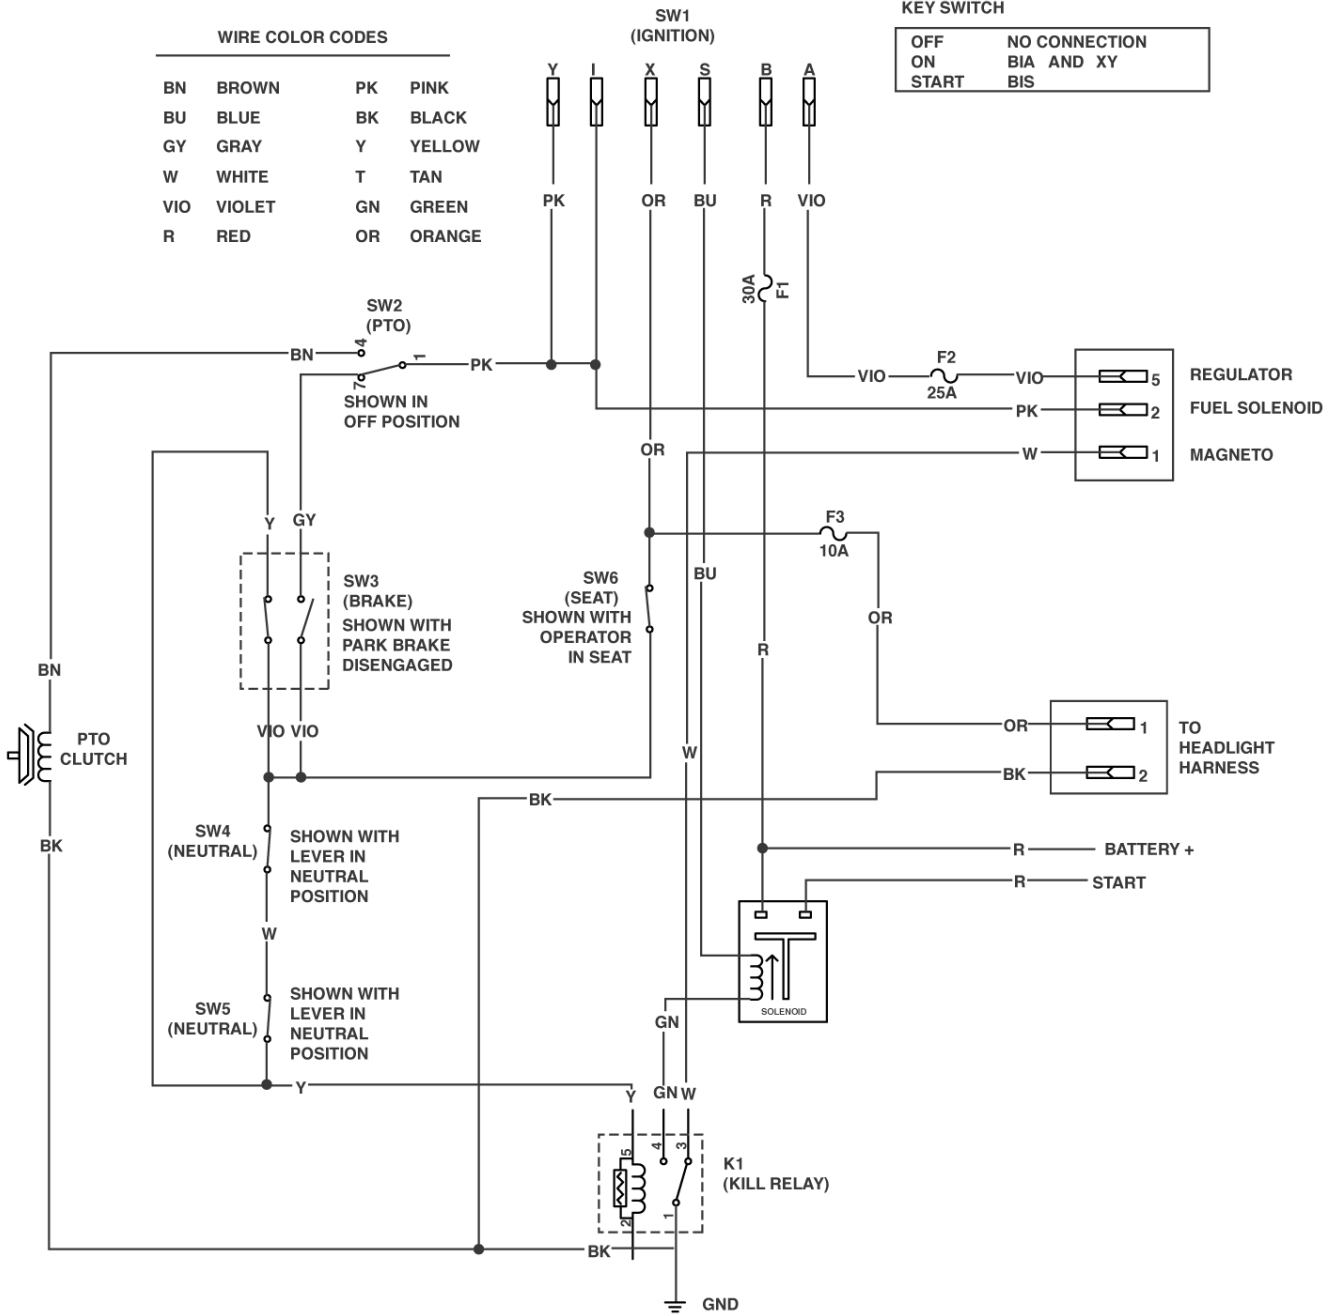 KEY SWITCH
OFF NO CONNECTION
ON BIA AND XY
START BIS
SW1
(IGNITION)
Y I X S B A
WIRE COLOR CODES
BN BROWN PK PINK
BU BLUE BK BLACK
GY GRAY Y YELLOW
W WHITE T TAN
VIO VIOLET GN GREEN
R RED OR ORANGE
PK OR BU R VIO
30A F1
SW2
(PTO)
BN 4 1 PK
7
SHOWN IN
OFF POSITION
VIO F2 VIO 5 REGULATOR
25A
PK 2 FUEL SOLENOID
OR
W 1 MAGNETO
Y GY
F3
10A
SW3
(BRAKE)
SHOWN WITH
PARK BRAKE
DISENGAGED
SW6
(SEAT)
SHOWN WITH
OPERATOR
IN SEAT
BU
OR
R
BN
VIO VIO
PTO
CLUTCH
W
OR 1 TO
HEADLIGHT
HARNESS
BK 2
BK
BK
SW4
(NEUTRAL)
SHOWN WITH
LEVER IN
NEUTRAL
POSITION
R BATTERY +
R START
W
SW5
(NEUTRAL)
SHOWN WITH
LEVER IN
NEUTRAL
POSITION
SOLENOID
GN
Y Y GN W
5 4 3
K1
(KILL RELAY)
2 1
BK
GND